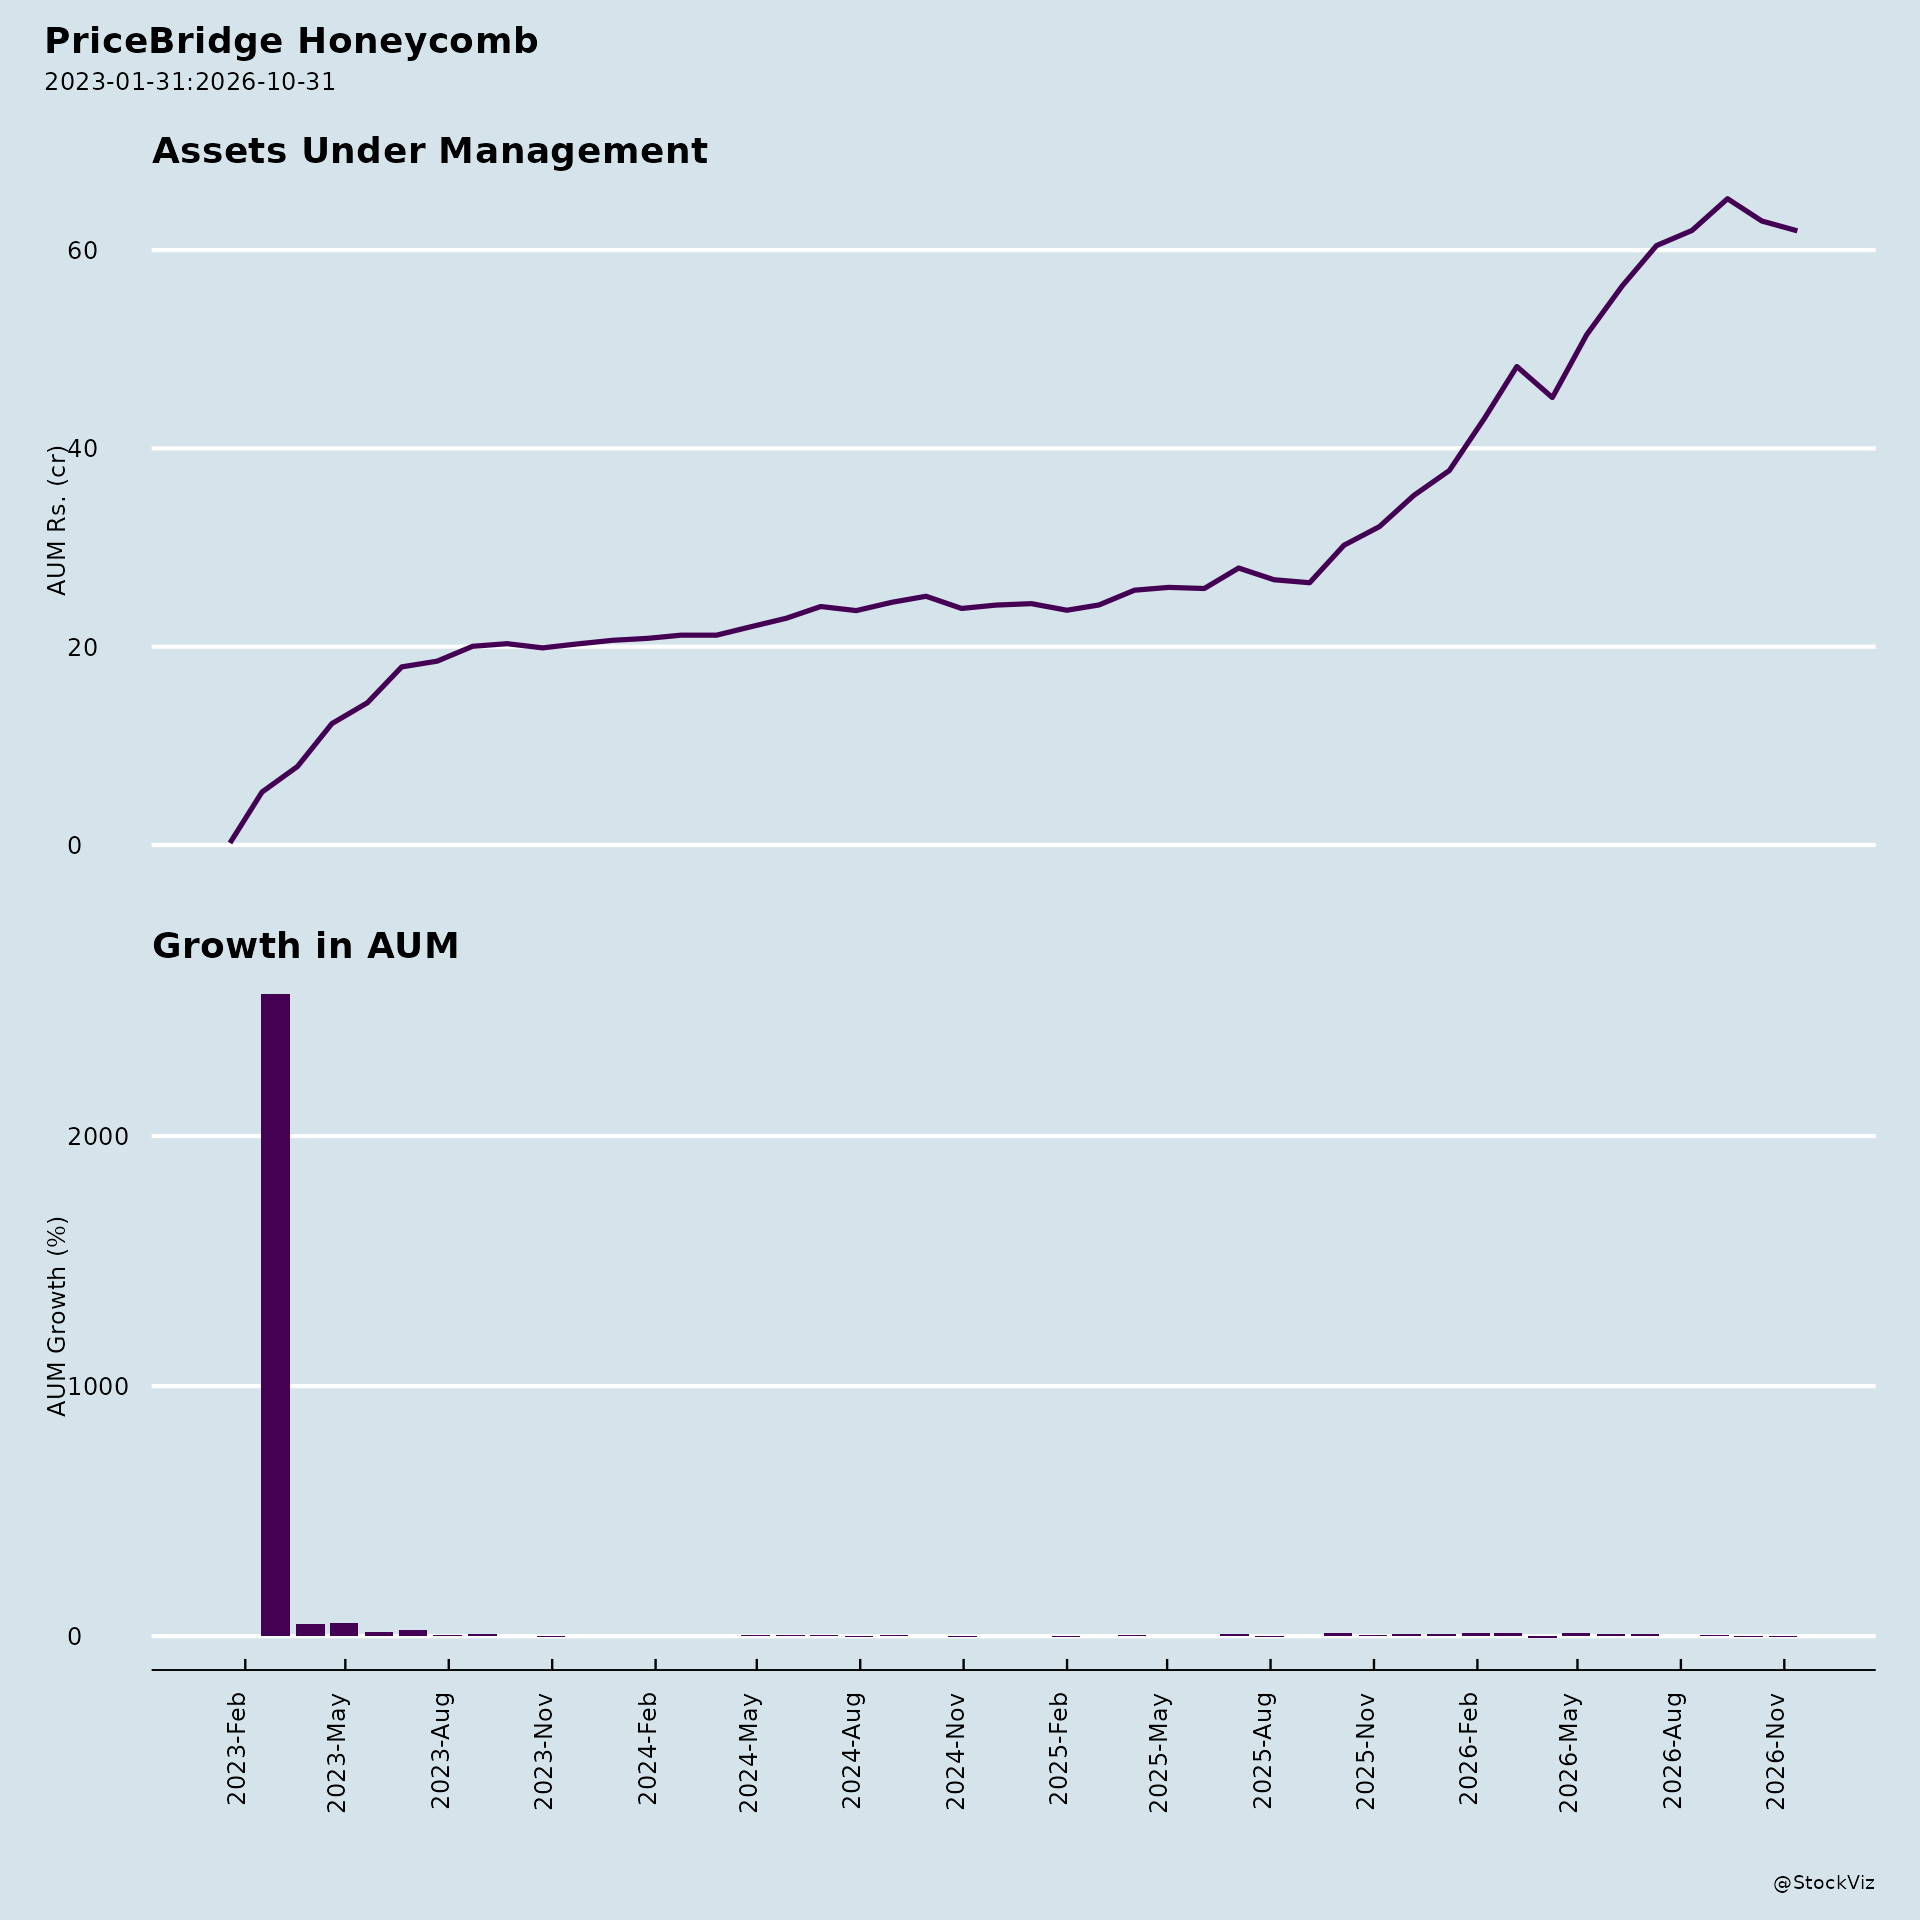 PriceBridge Honeycomb
2023-01-31:2026-10-31
Assets Under Management
AUM Rs. (cr)
60
40
20
0
Growth in AUM
AUM Growth (%)
2000
1000
0
2023-Feb
2023-May
2023-Aug
2023-Nov
2024-Feb
2024-May
2024-Aug
2024-Nov
2025-Feb
2025-May
2025-Aug
2025-Nov
2026-Feb
2026-May
2026-Aug
2026-Nov
@StockViz